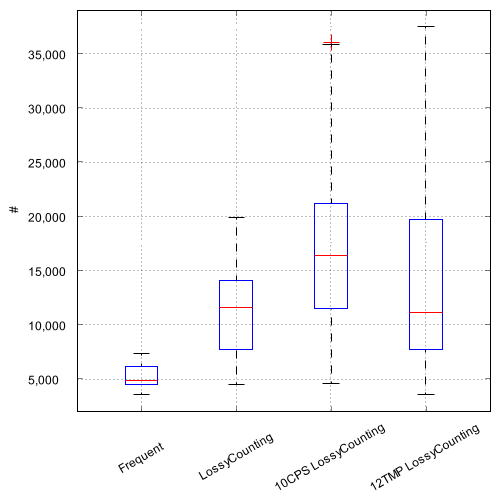 35,000
30,000
25,000
20,000
15,000
10,000
5,000
#
Frequent
LossyCounting
10CPS LossyCounting
12TMP LossyCounting